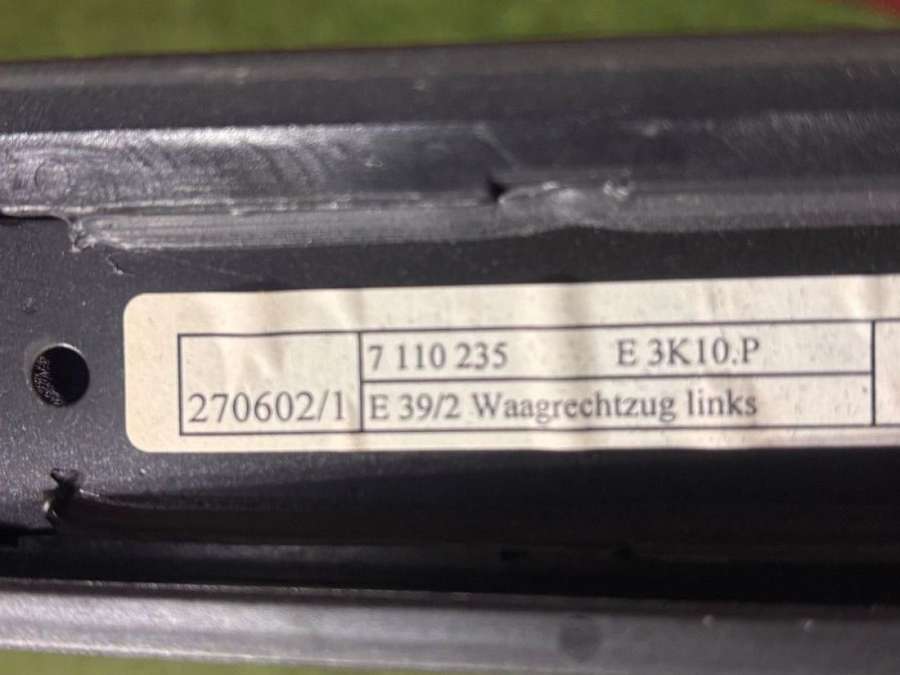 7 110 235 E 3K10.P
270602/1 E 39/2 Waagrechtzug links